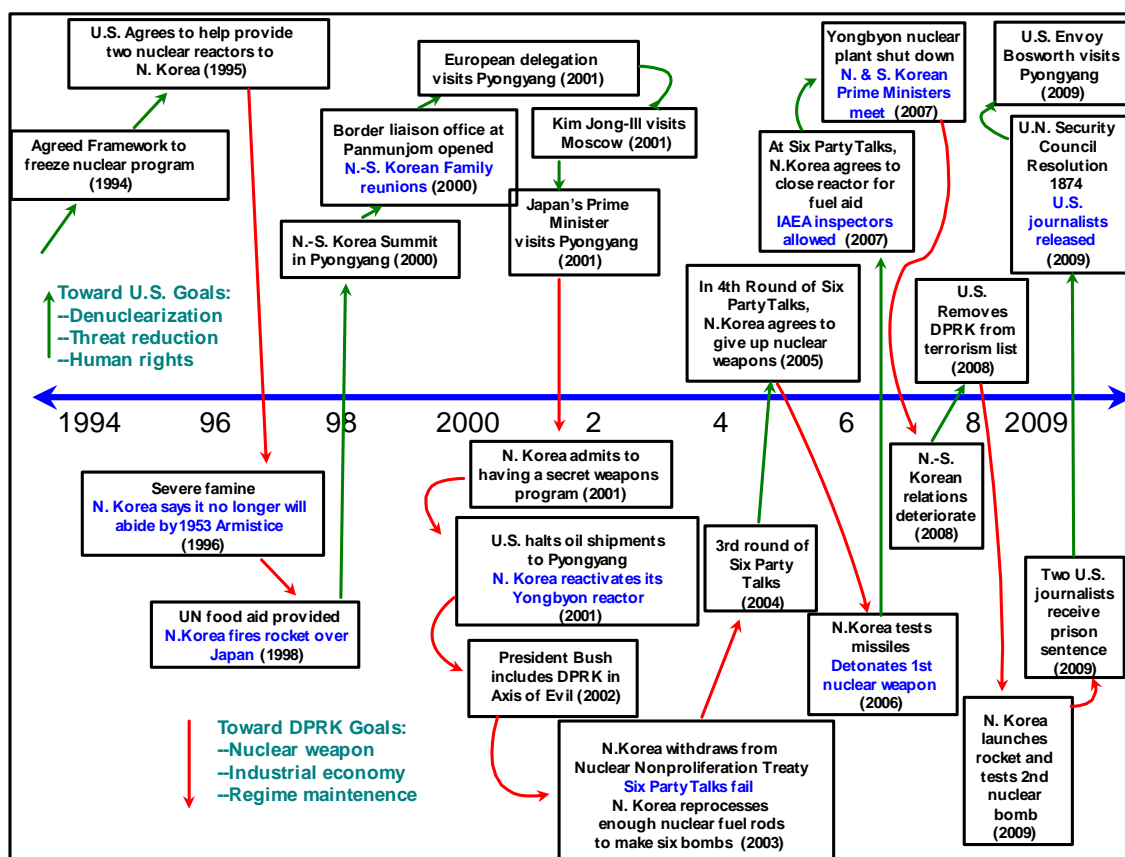 U.S. Agrees to help provide
two nuclear reactors to
N. Korea (1995)
Agreed Framework to
freeze nuclear program
(1994)
European delegation
visits Pyongyang (2001)
Border liaison office at
Panmunjom opened
N.-S. Korean Family
reunions (2000)
N.-S. Korea Summit
in Pyongyang (2000)
Kim Jong-Ill visits
Moscow (2001)
Japan's Prime
Minister
visits Pyongyang
(2001)
Yongbyon nuclear
plant shut down
N. & S. Korean
Prime Ministers
meet (2007)
At Six Party Talks,
N.Korea agrees to
close reactor for
fuel aid
IAEA inspectors
allowed (2007)
In 4th Round of Six
Party Talks,
N.Korea agrees to
give up nuclear
weapons (2005)
U.S. Envoy
Bosworth visits
Pyongyang
(2009)
U.N. Security
Council
Resolution
1874
U.S.
journalists
released
(2009)
U.S.
Removes
DPRK from
terrorism list
(2008)
Toward U.S. Goals:
--Denuclearization
--Threat reduction
--Human rights
1994 96 98 2000 2 4 6 8 2009
Severe famine
N. Korea says it no longer will
abide by1953 Armistice
(1996)
UN food aid provided
N.Korea fires rocket over
Japan (1998)
N. Korea admits to
having a secret weapons
program (2001)
U.S. halts oil shipments
to Pyongyang
N. Korea reactivates its
Yongbyon reactor
(2001)
President Bush
includes DPRK in
Axis of Evil (2002)
N.Korea withdraws from
Nuclear Nonproliferation Treaty
Six Party Talks fail
N. Korea reprocesses
enough nuclear fuel rods
to make six bombs (2003)
3rd round of
Six Party
Talks
(2004)
N.Korea tests
missiles
Detonates 1st
nuclear weapon
(2006)
N.-S.
Korean
relations
deteriorate
(2008)
N. Korea
launches
rocket and
tests 2nd
nuclear
bomb
(2009)
Two U.S.
journalists
receive
prison
sentence
(2009)
Toward DPRK Goals:
--Nuclear weapon
--Industrial economy
--Regime maintenence